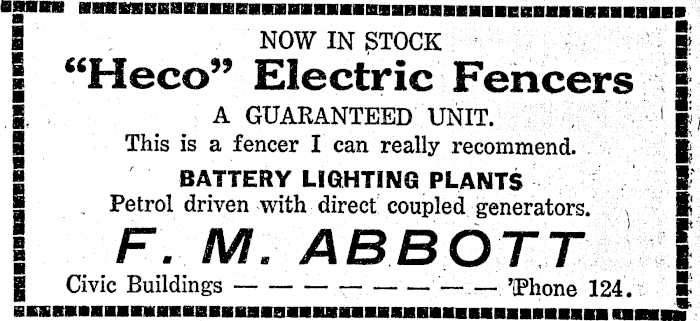 NOW IN STOCK
“Heco” Electric Fencers
A GUARANTEED UNIT.
This is a fencer I can really recommend.
BATTERY LIGHTING PLANTS
Petrol driven with direct coupled generators.
F. M. ABBOTT
Civic Buildings — — — — — — — — ’Phone 124.